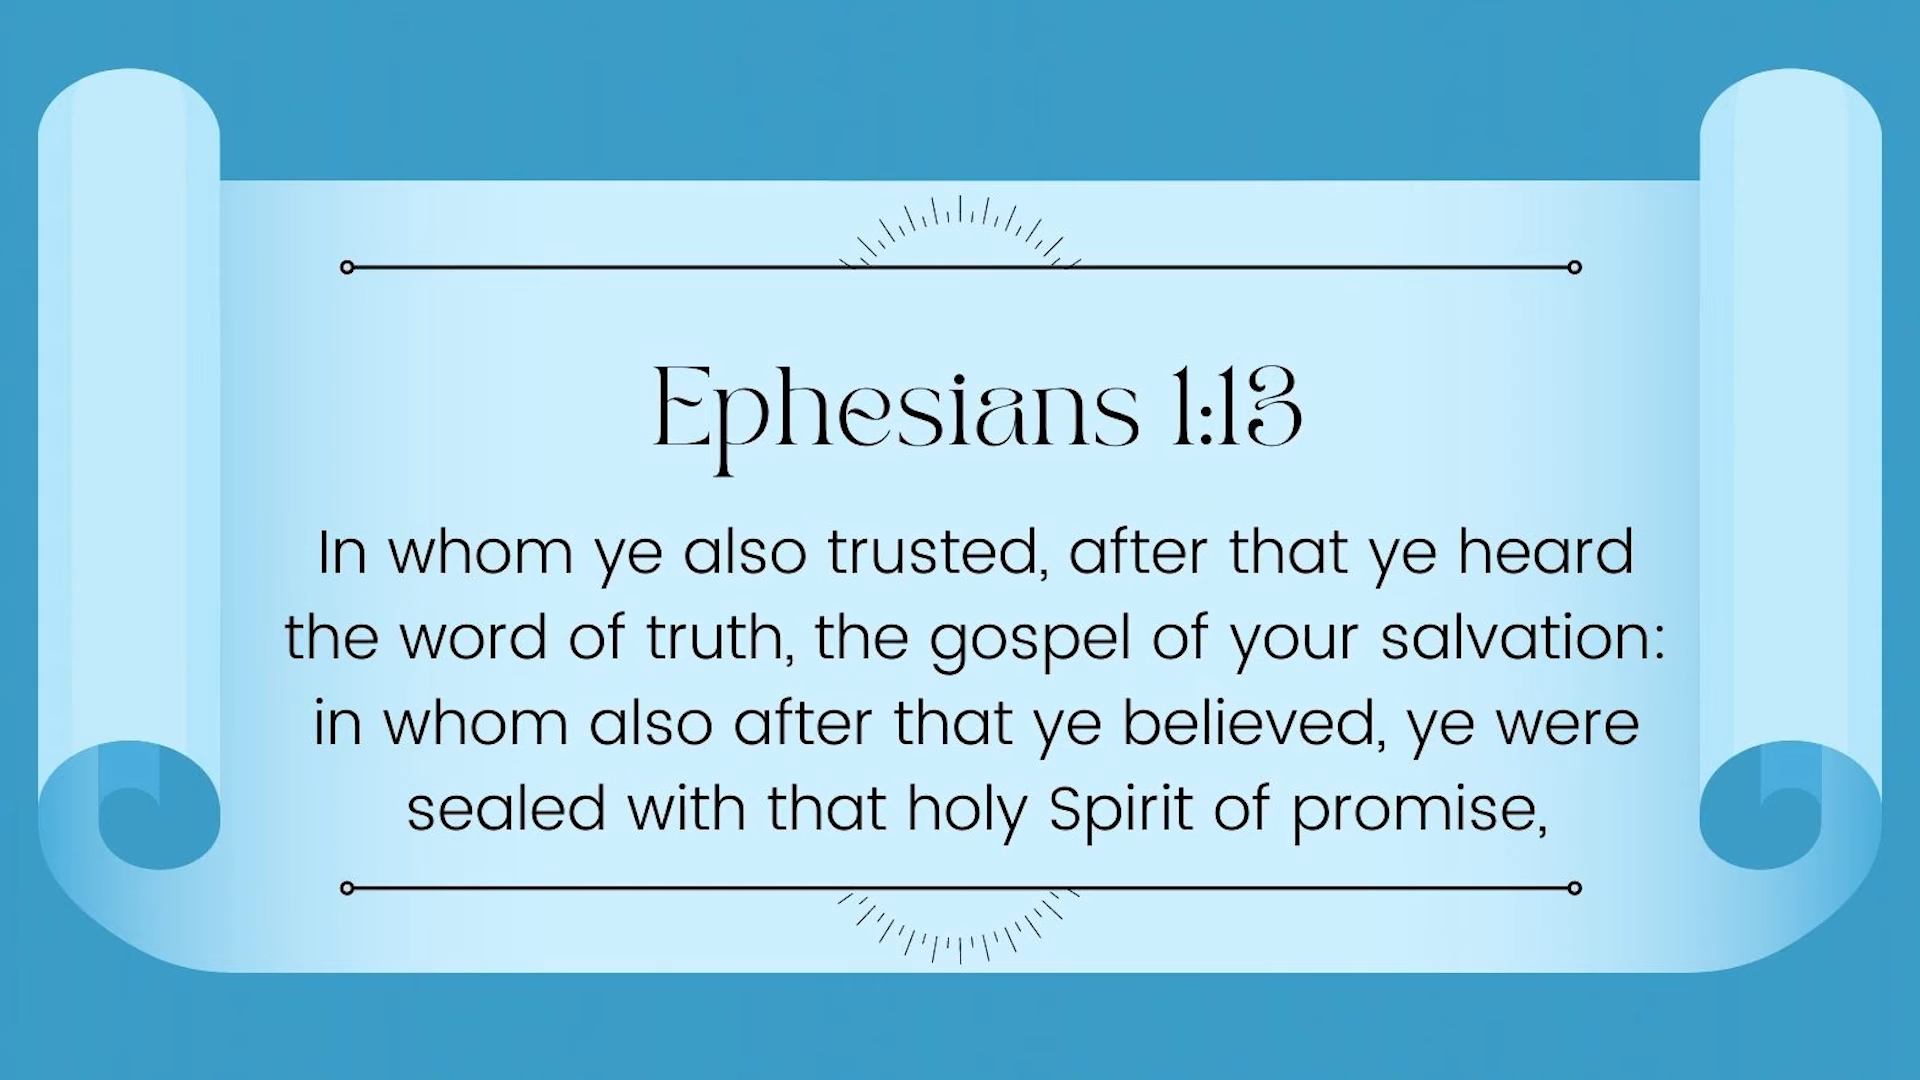 Ephesians 1:13
In whom ye also trusted, after that ye heard
the word of truth, the gospel of your salvation:
in whom also after that ye believed, ye were
sealed with that holy Spirit of promise,